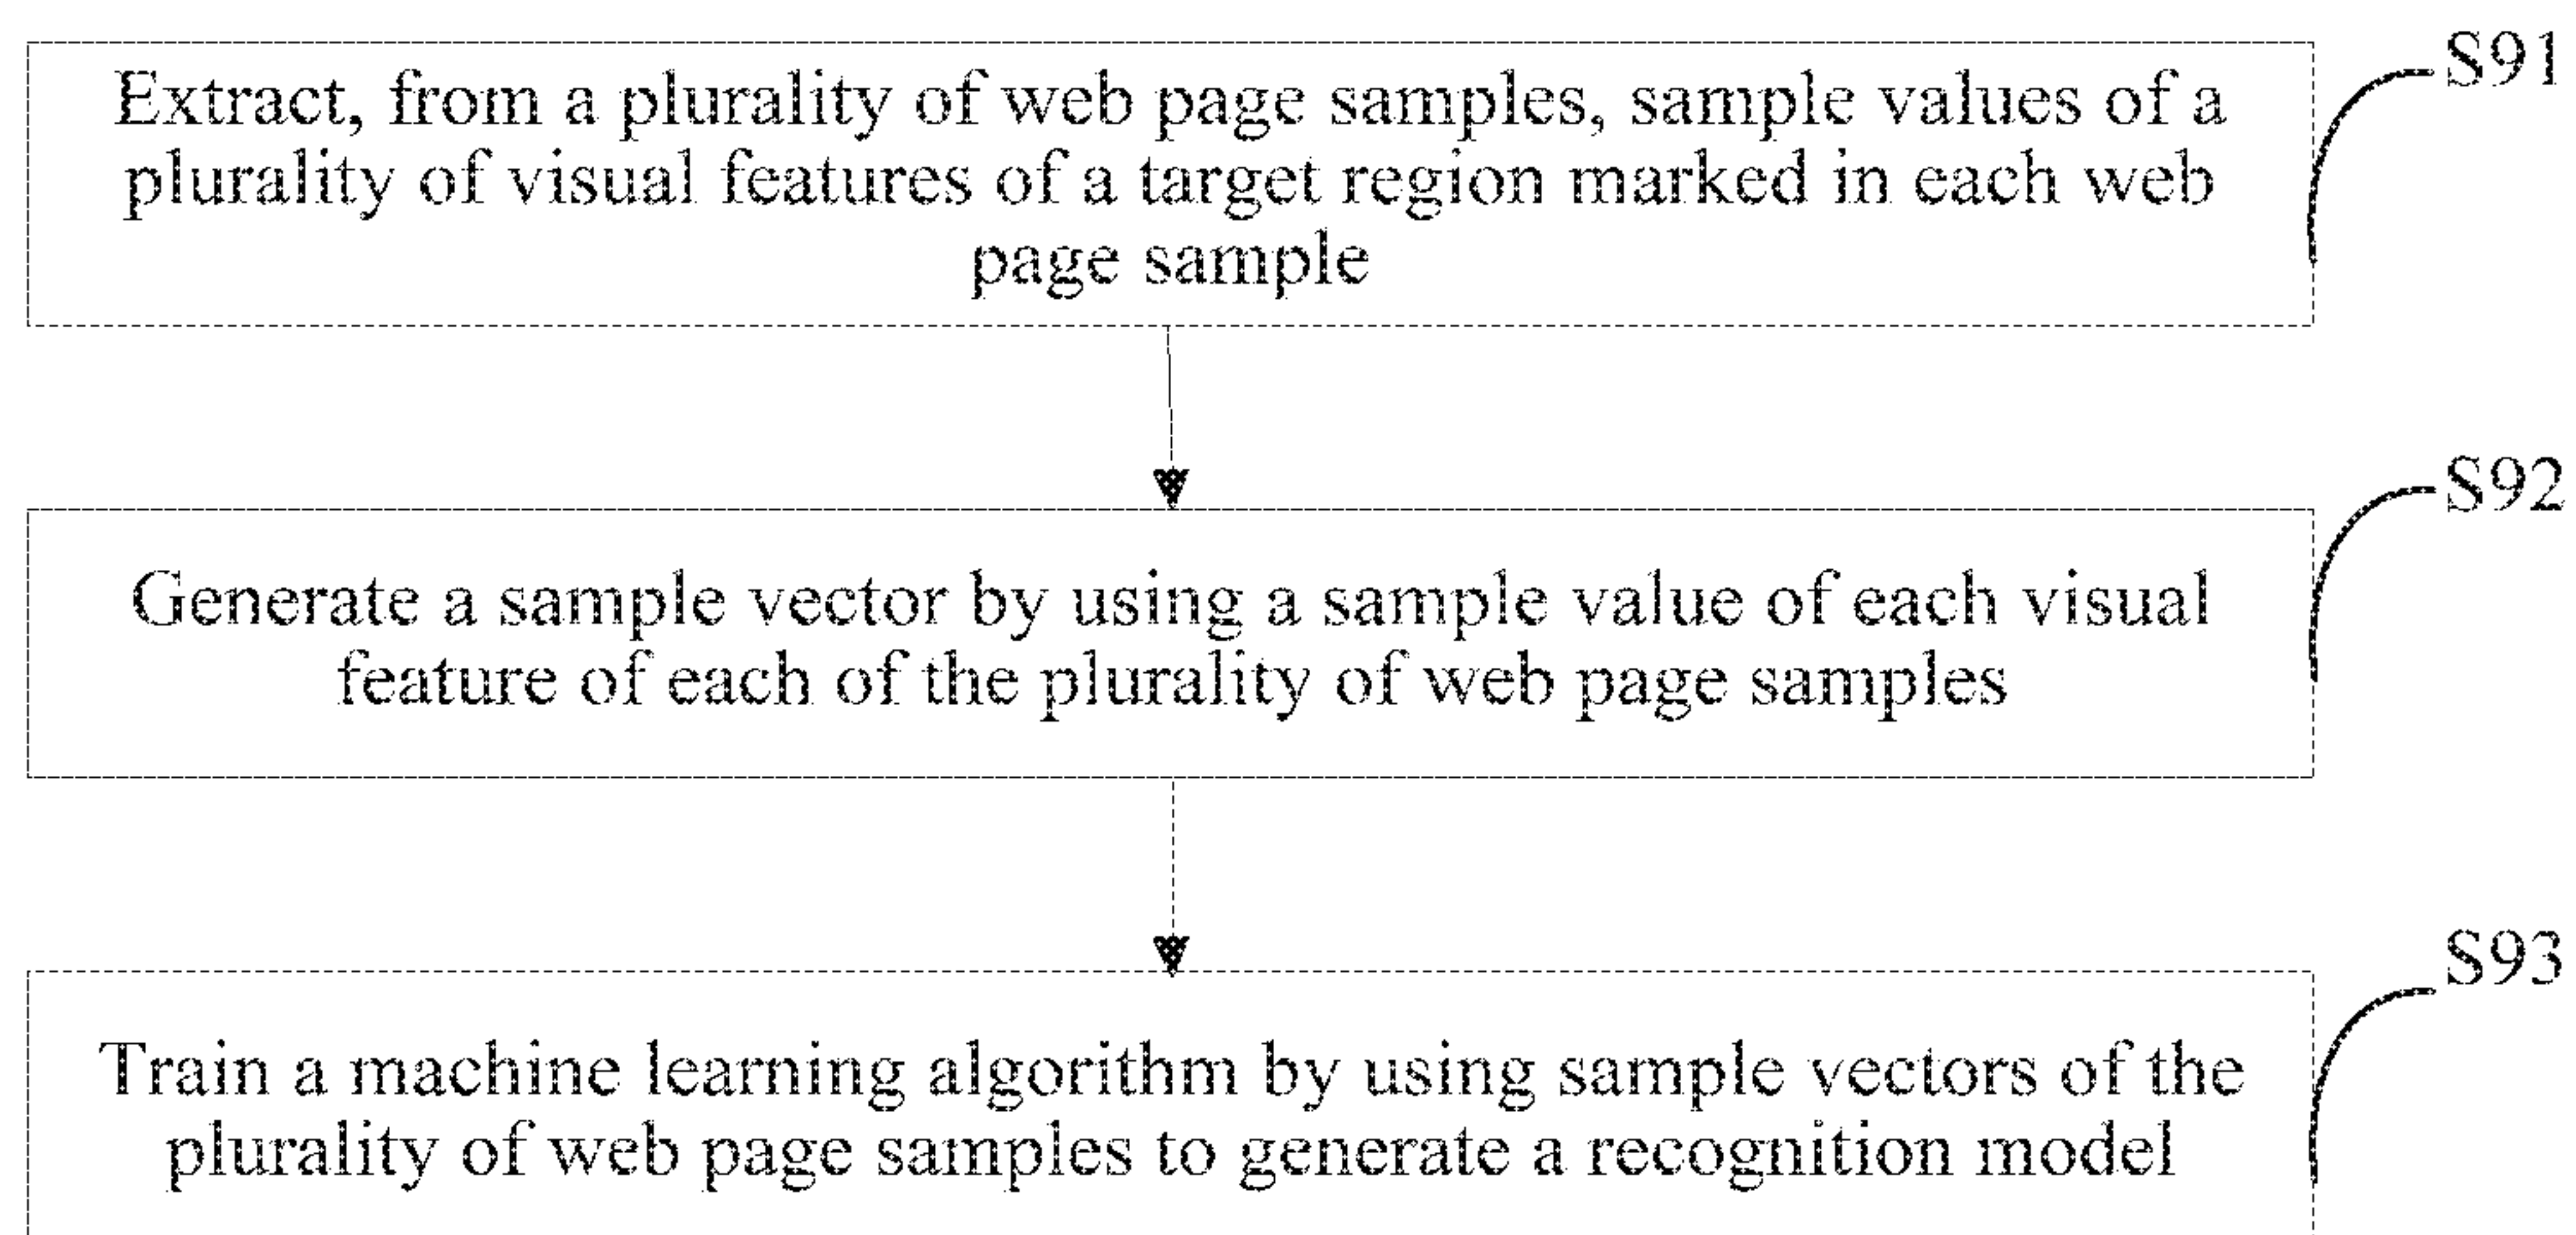 S91
Extract, from a plurality of web page samples, sample values of a
plurality of visual features of a target region marked in each web
page sample
S92
Generate a sample vector by using a sample value of each visual
feature of each of the plurality of web page samples
S93
Train a machine learning algorithm by using sample vectors of the
plurality of web page samples to generate a recognition model